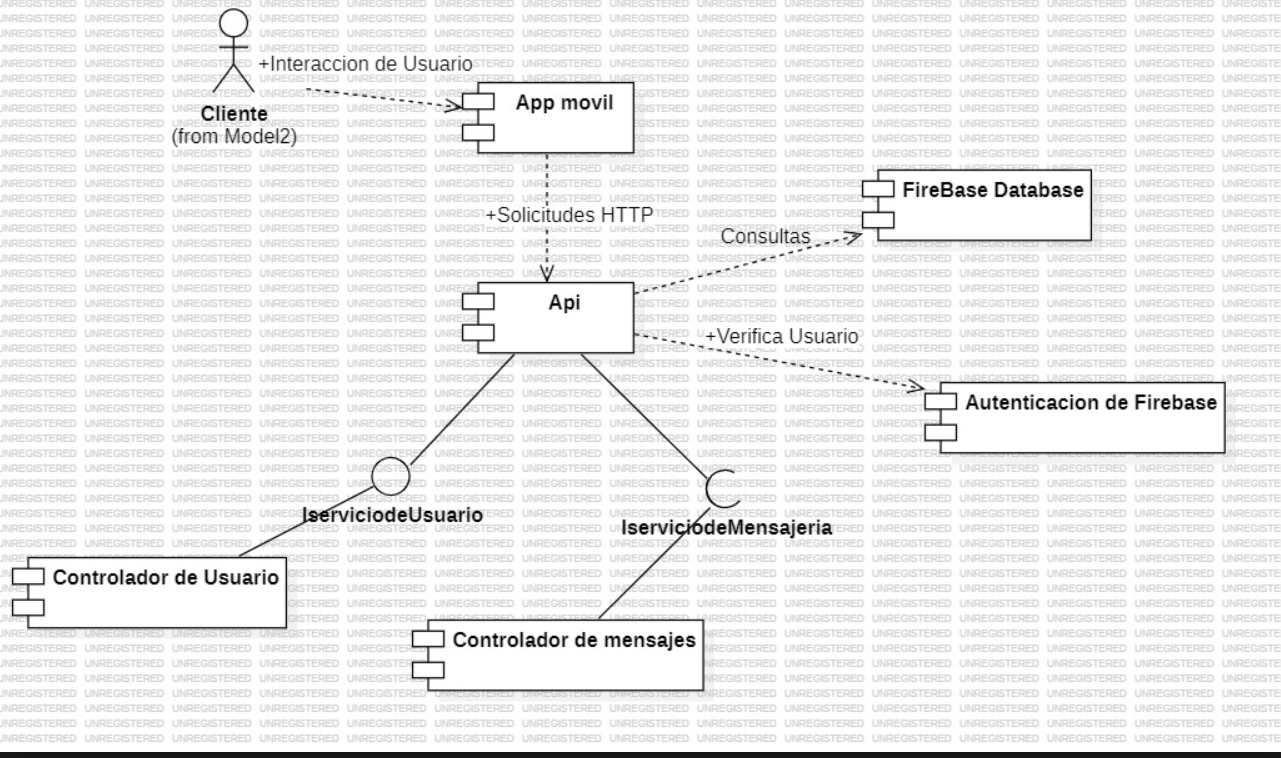 +Interaccion de Usuario
App movil
Cliente
(from Model2)
FireBase Database
+Solicitudes HTTP
Consultas
Api
+Verifica Usuario
Autenticacion de Firebase
IserviciodeUsuario
IserviciodeMensajeria
Controlador de Usuario
Controlador de mensajes
UNREGISTERED